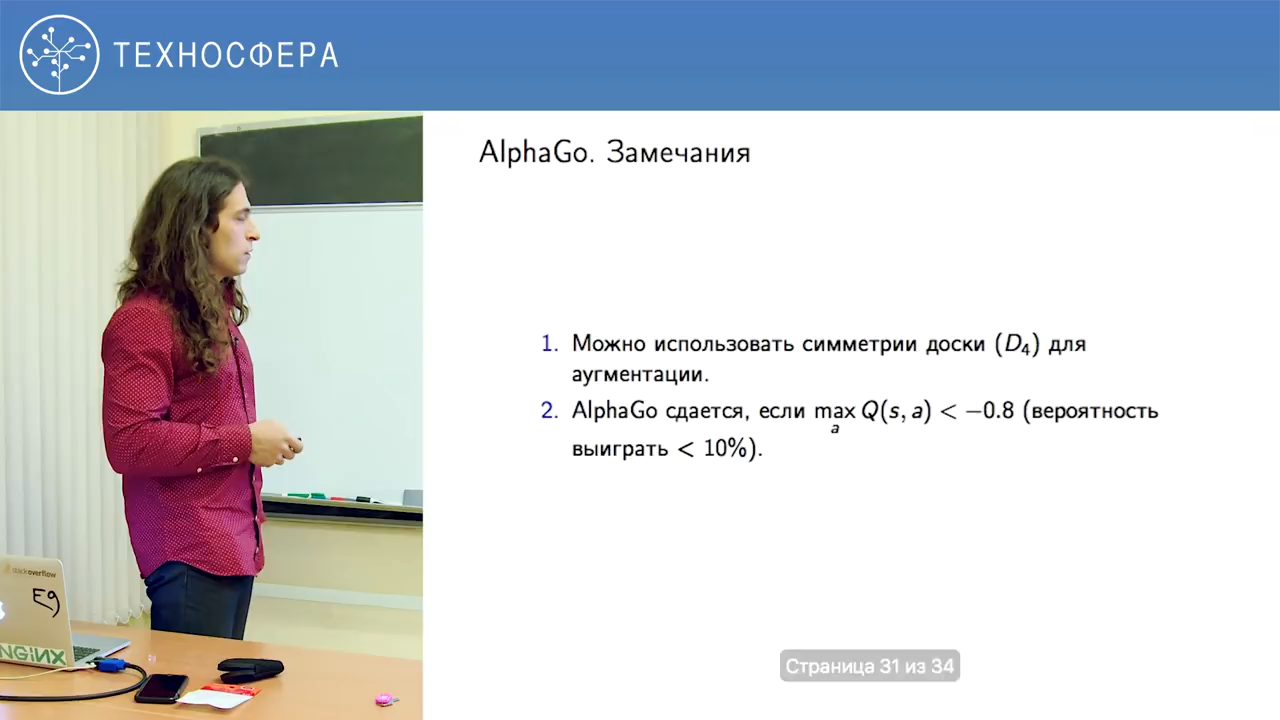 ТЕХНОСФЕРА
AlphaGo. Замечания
1. Можно использовать симметрии доски (D₄) для
аугментации.
2. AlphaGo сдается, если max Q(s, a) < −0.8 (вероятность
a
выиграть < 10%).
stackoverflow
NGiNX
Страница 31 из 34